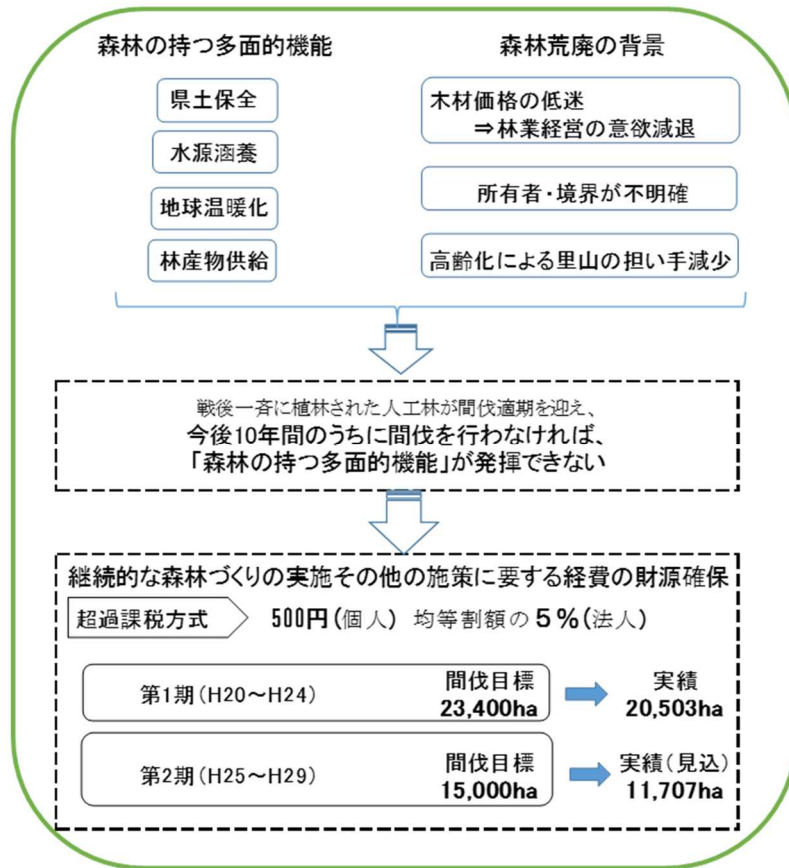 森林の持つ多面的機能
県土保全
水源涵養
地球温暖化
林産物供給
森林荒廃の背景
木材価格の低迷
⇒林業経営の意欲減退
所有者・境界が不明確
高齢化による里山の担い手減少
戦後一斉に植林された人工林が間伐適期を迎え、
今後10年間のうちに間伐を行わなければ、
「森林の持つ多面的機能」が発揮できない
継続的な森林づくりの実施その他の施策に要する経費の財源確保
超過課税方式 500円(個人) 均等割額の5%(法人)
第1期(H20～H24) 間伐目標 23,400ha 実績 20,503ha
第2期(H25～H29) 間伐目標 15,000ha 実績(見込) 11,707ha